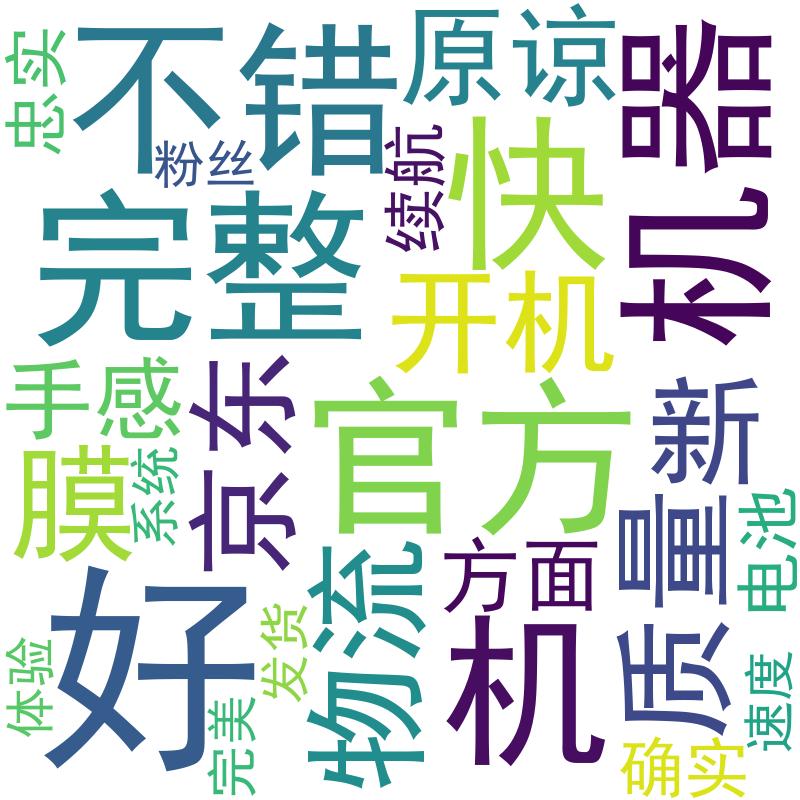 忠实
不错
原谅
机器
粉丝
续航
快
完整
开机
手感
京东
官方
新
膜
系统
质量
电池
好
物流
方面
机
体验
发货
完美
速度
确实